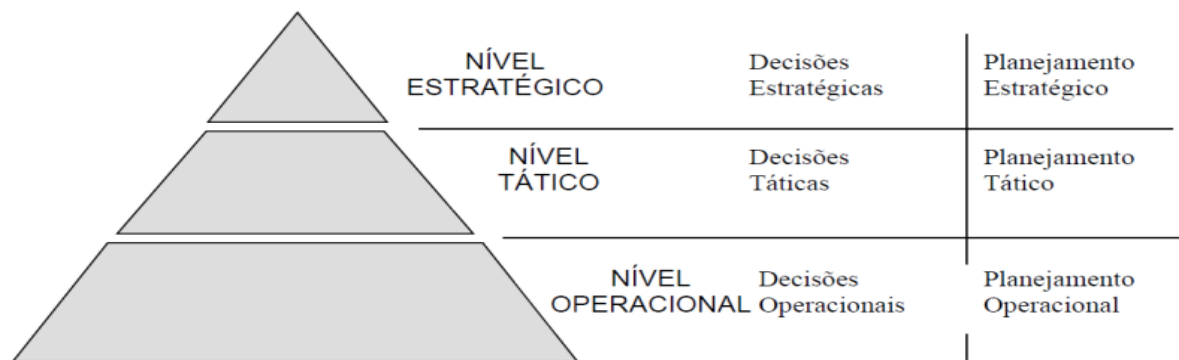 NÍVEL
ESTRATÉGICO
Decisões
Estratégicas
Planejamento
Estratégico
NÍVEL
TÁTICO
Decisões
Táticas
Planejamento
Tático
NÍVEL
OPERACIONAL
Decisões
Operacionais
Planejamento
Operacional